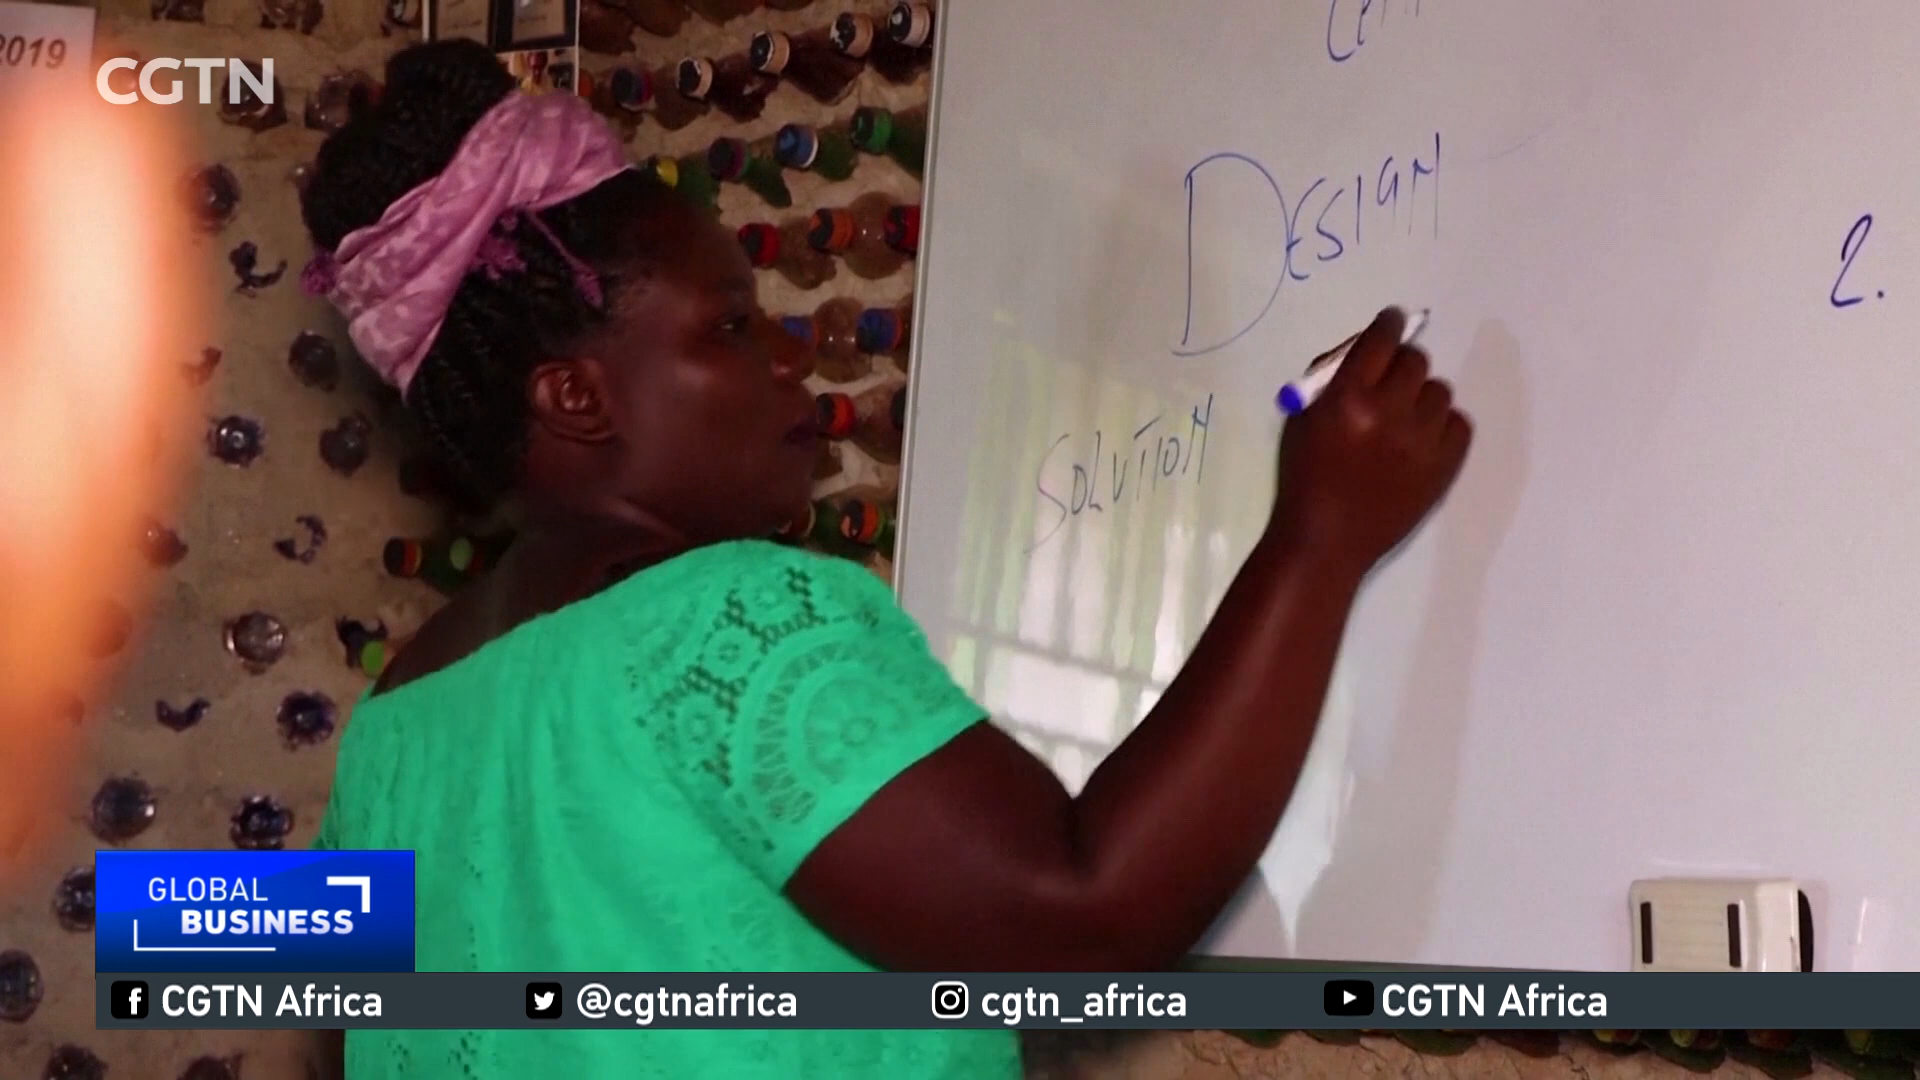 2019
CGTN
DESIGN
2.
SOLUTION
GLOBAL
BUSINESS
CGTN Africa
@cgtnafrica
cgtn_africa
CGTN Africa